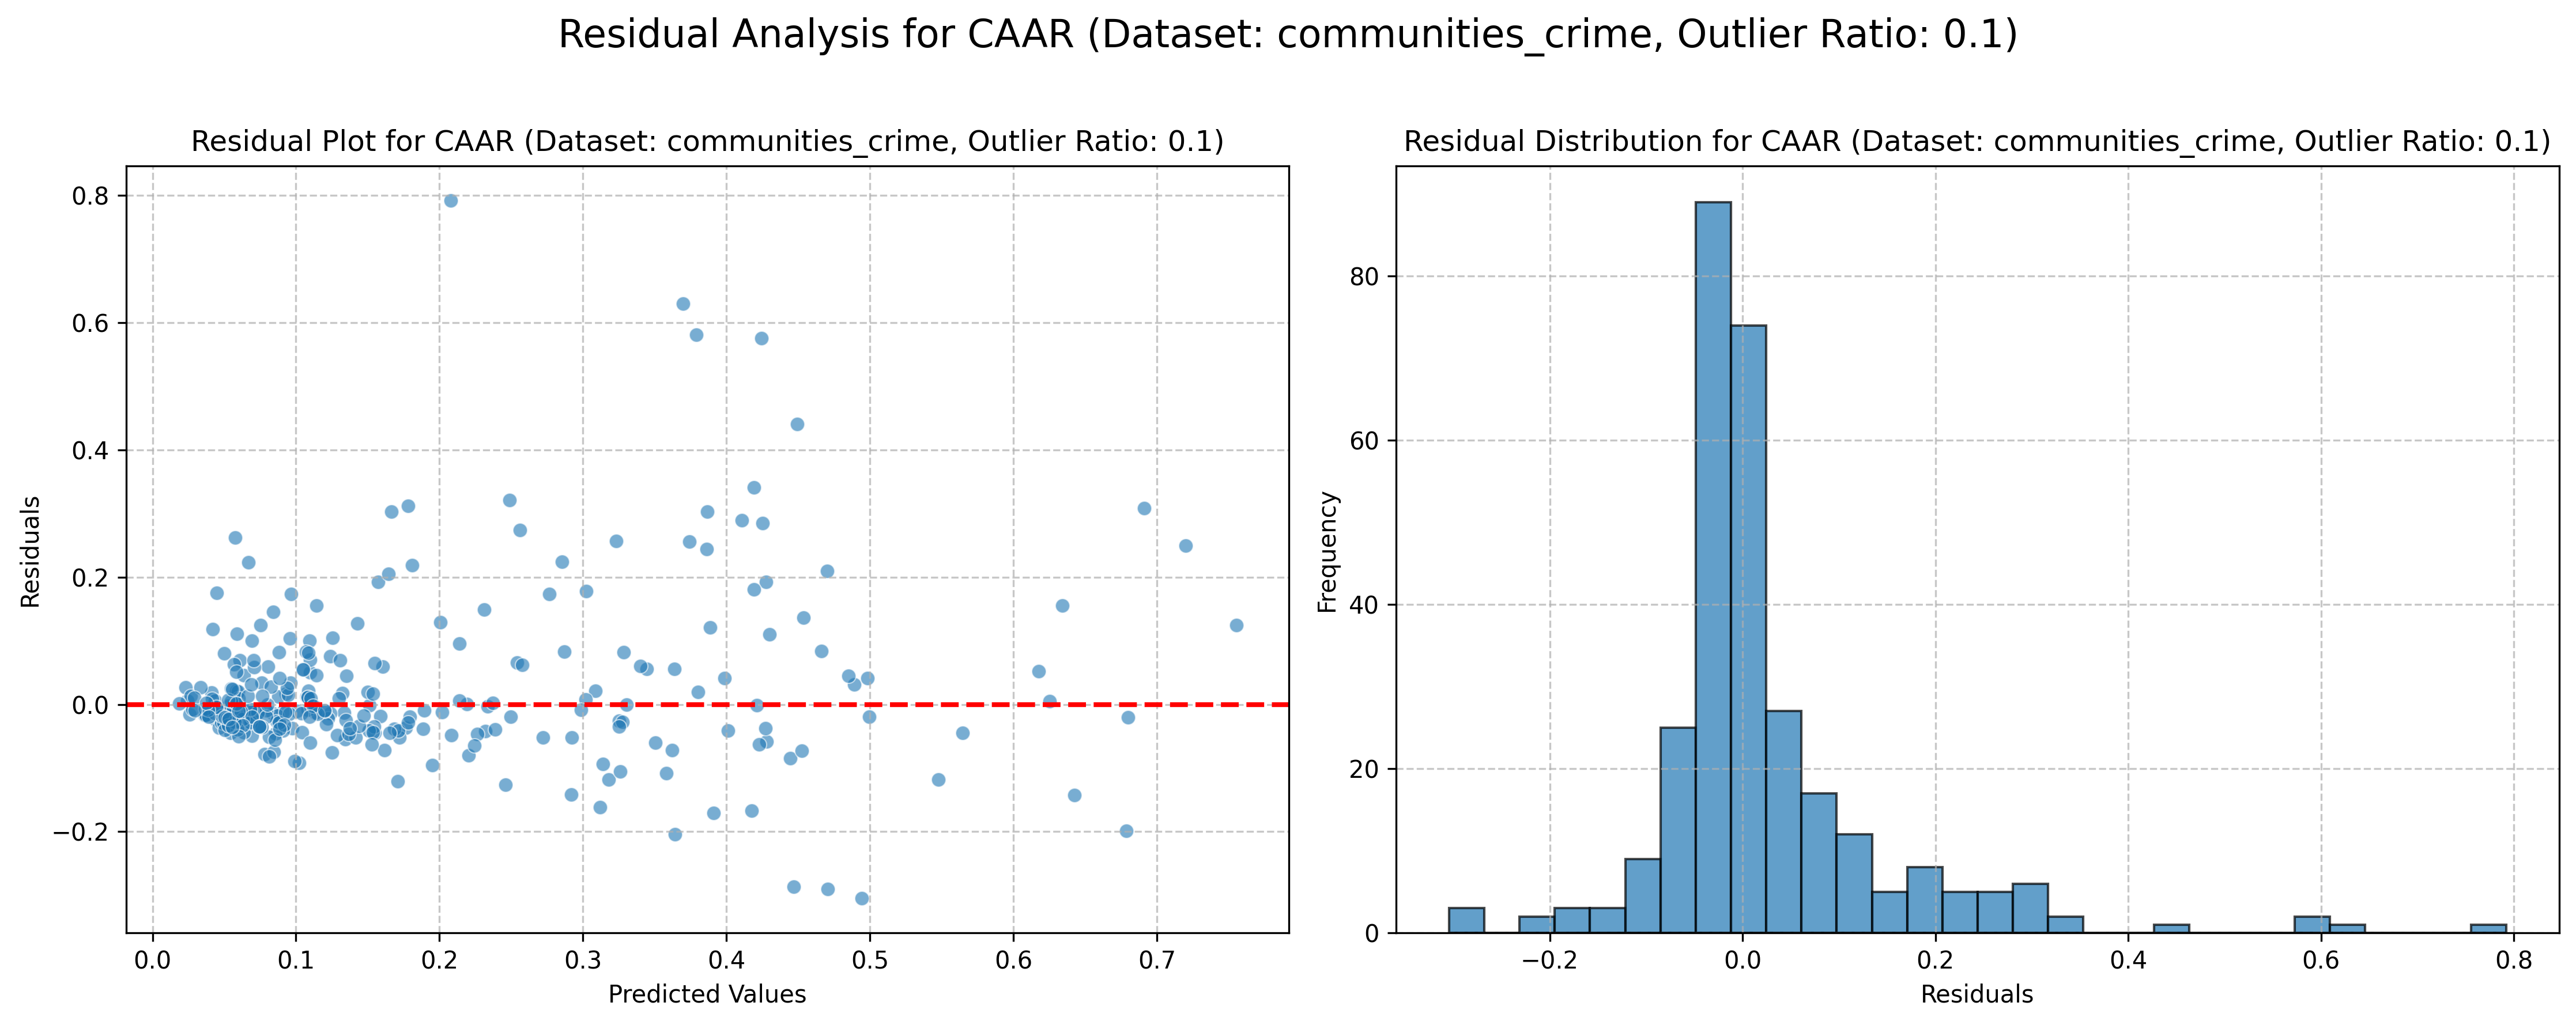 Residual Analysis for CAAR (Dataset: communities_crime, Outlier Ratio: 0.1)
Residual Plot for CAAR (Dataset: communities_crime, Outlier Ratio: 0.1)
0.8
0.6
0.4
0.2
0.0
−0.2
Residuals
0.0 0.1 0.2 0.3 0.4 0.5 0.6 0.7
Predicted Values
Residual Distribution for CAAR (Dataset: communities_crime, Outlier Ratio: 0.1)
80
60
40
20
0
Frequency
−0.2 0.0 0.2 0.4 0.6 0.8
Residuals